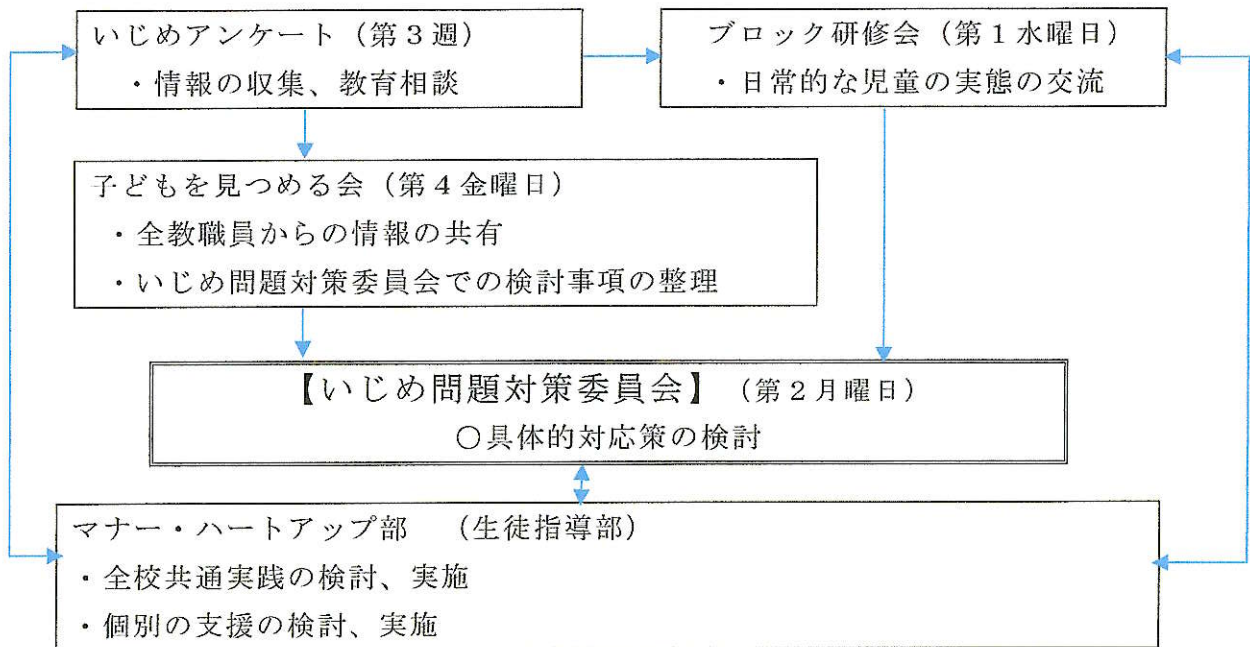 いじめアンケート（第３週）
・情報の収集、教育相談
ブロック研修会（第１水曜日）
・日常的な児童の実態の交流
子どもを見つめる会（第４金曜日）
・全教職員からの情報の共有
・いじめ問題対策委員会での検討事項の整理
【いじめ問題対策委員会】（第２月曜日）
○具体的対応策の検討
マナー・ハートアップ部　（生徒指導部）
・全校共通実践の検討、実施
・個別の支援の検討、実施